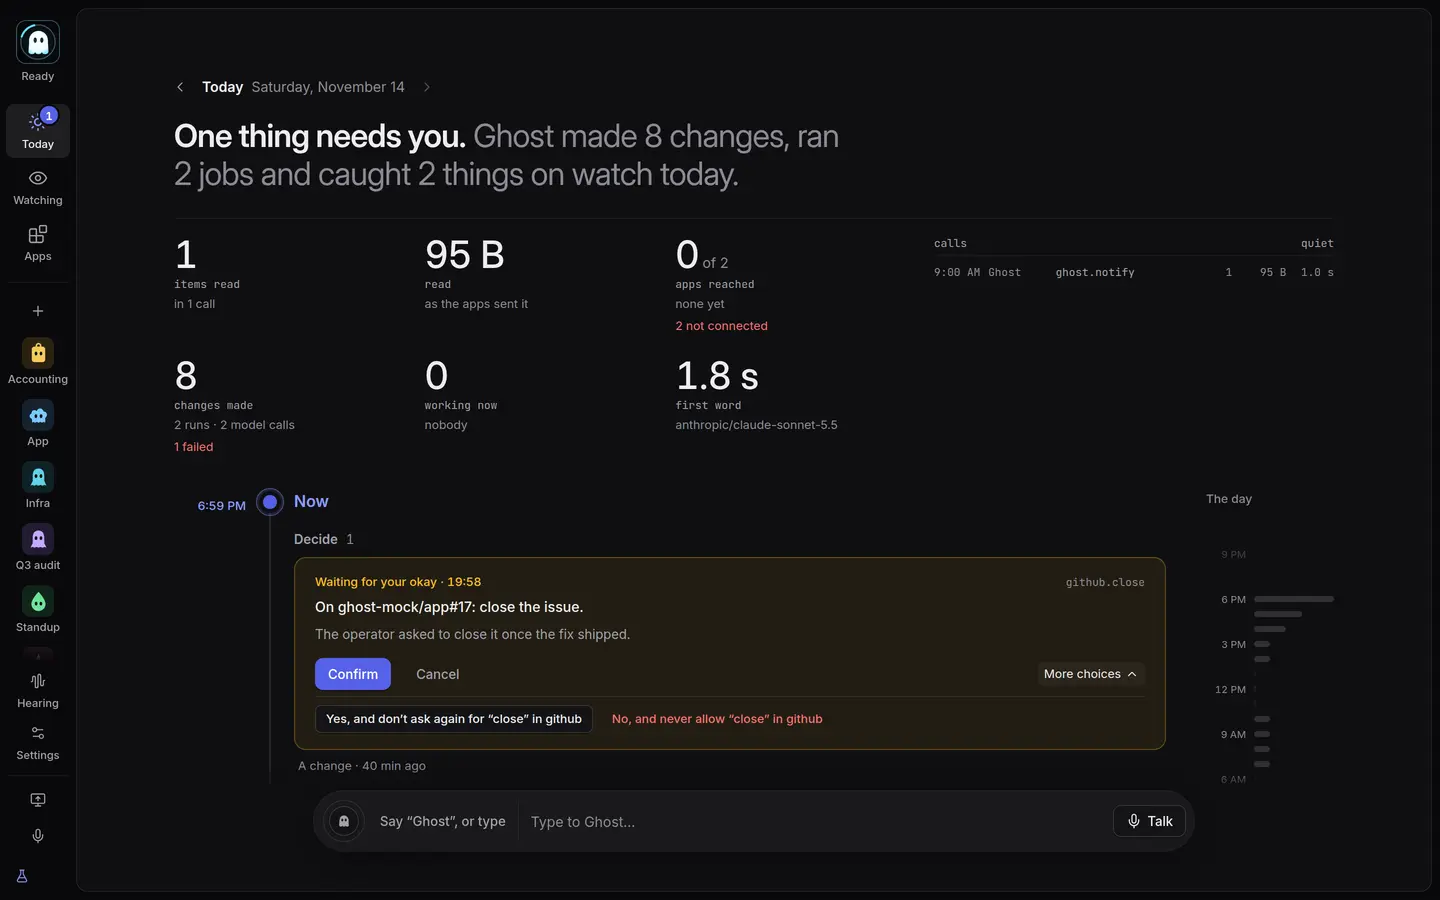 Ready
1
Today
Watching
Apps
Accounting
App
Infra
Q3 audit
Standup
Hearing
Settings
Today Saturday, November 14
One thing needs you. Ghost made 8 changes, ran
2 jobs and caught 2 things on watch today.
1
items read
in 1 call
95 B
read
as the apps sent it
0 of 2
apps reached
none yet
2 not connected
calls quiet
9:00 AM Ghost ghost.notify 1 95 B 1.0 s
8
changes made
2 runs · 2 model calls
1 failed
0
working now
nobody
1.8 s
first word
anthropic/claude-sonnet-5.5
6:59 PM Now
Decide 1
Waiting for your okay · 19:58 github.close
On ghost-mock/app#17: close the issue.
The operator asked to close it once the fix shipped.
Confirm Cancel More choices
Yes, and don’t ask again for “close” in github No, and never allow “close” in github
A change · 40 min ago
The day
9 PM
6 PM
3 PM
12 PM
9 AM
6 AM
Say “Ghost”, or type Type to Ghost... Talk